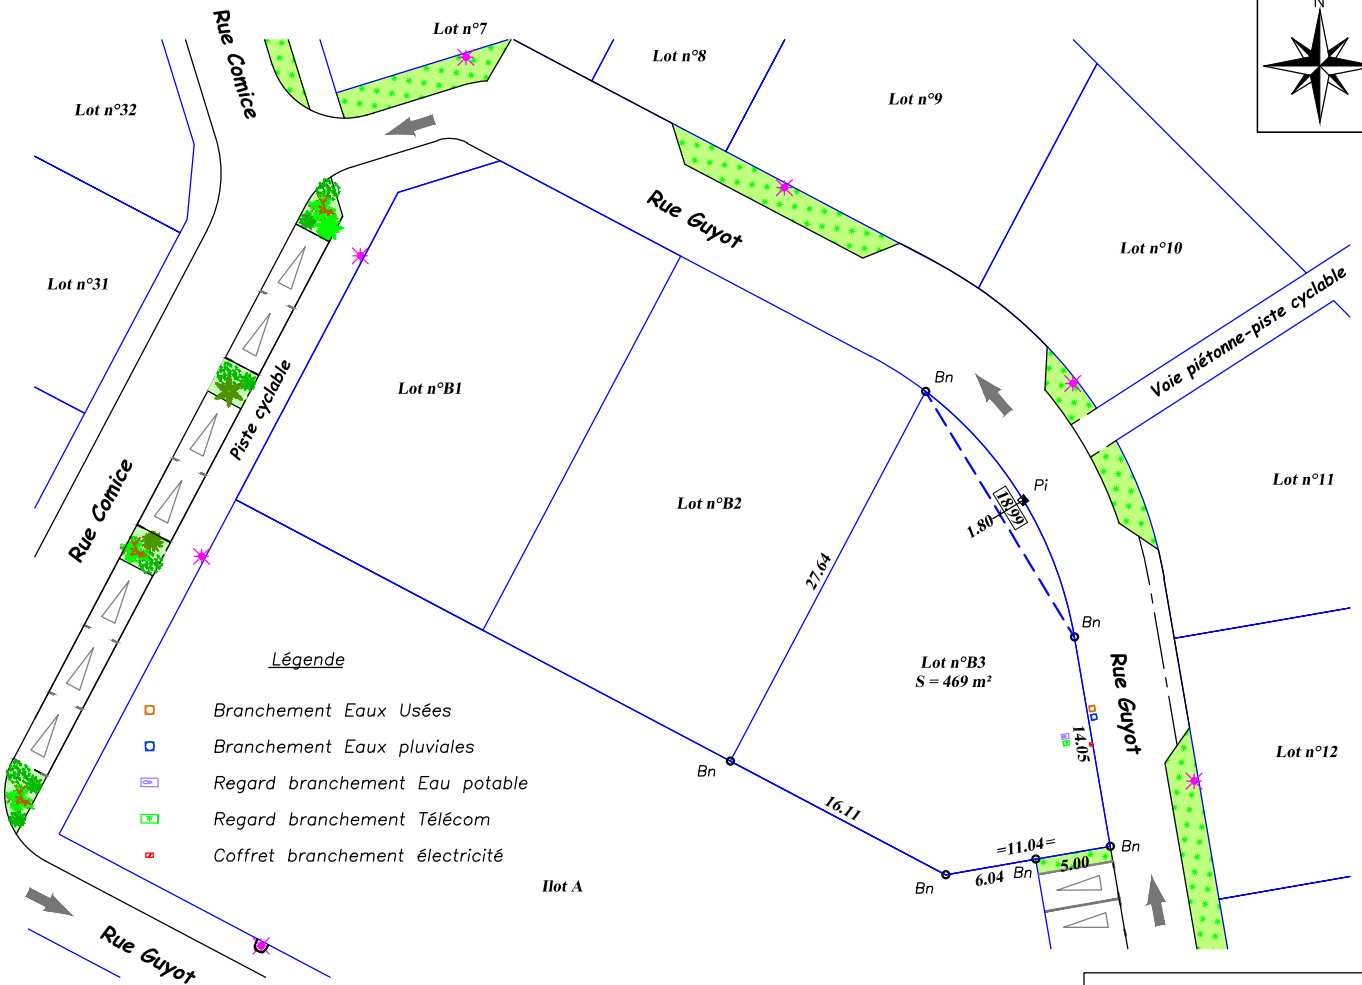 N
Rue Comice
Lot n°7
Lot n°8
Lot n°9
Lot n°32
Rue Guyot
Lot n°10
Lot n°31
Voie piétonne-piste cyclable
Piste cyclable
Lot n°B1
Bn
Rue Comice
Lot n°B2
Pi
18.99
1.80
Lot n°11
27.64
Bn
Lot n°B3
S = 469 m²
Rue Guyot
14.05
Lot n°12
Légende
Branchement Eaux Usées
Branchement Eaux pluviales
Regard branchement Eau potable
Regard branchement Télécom
Coffret branchement électricité
Bn
16.11
=11.04=
Bn
5.00
Bn
6.04
Bn
Ilot A
Rue Guyot